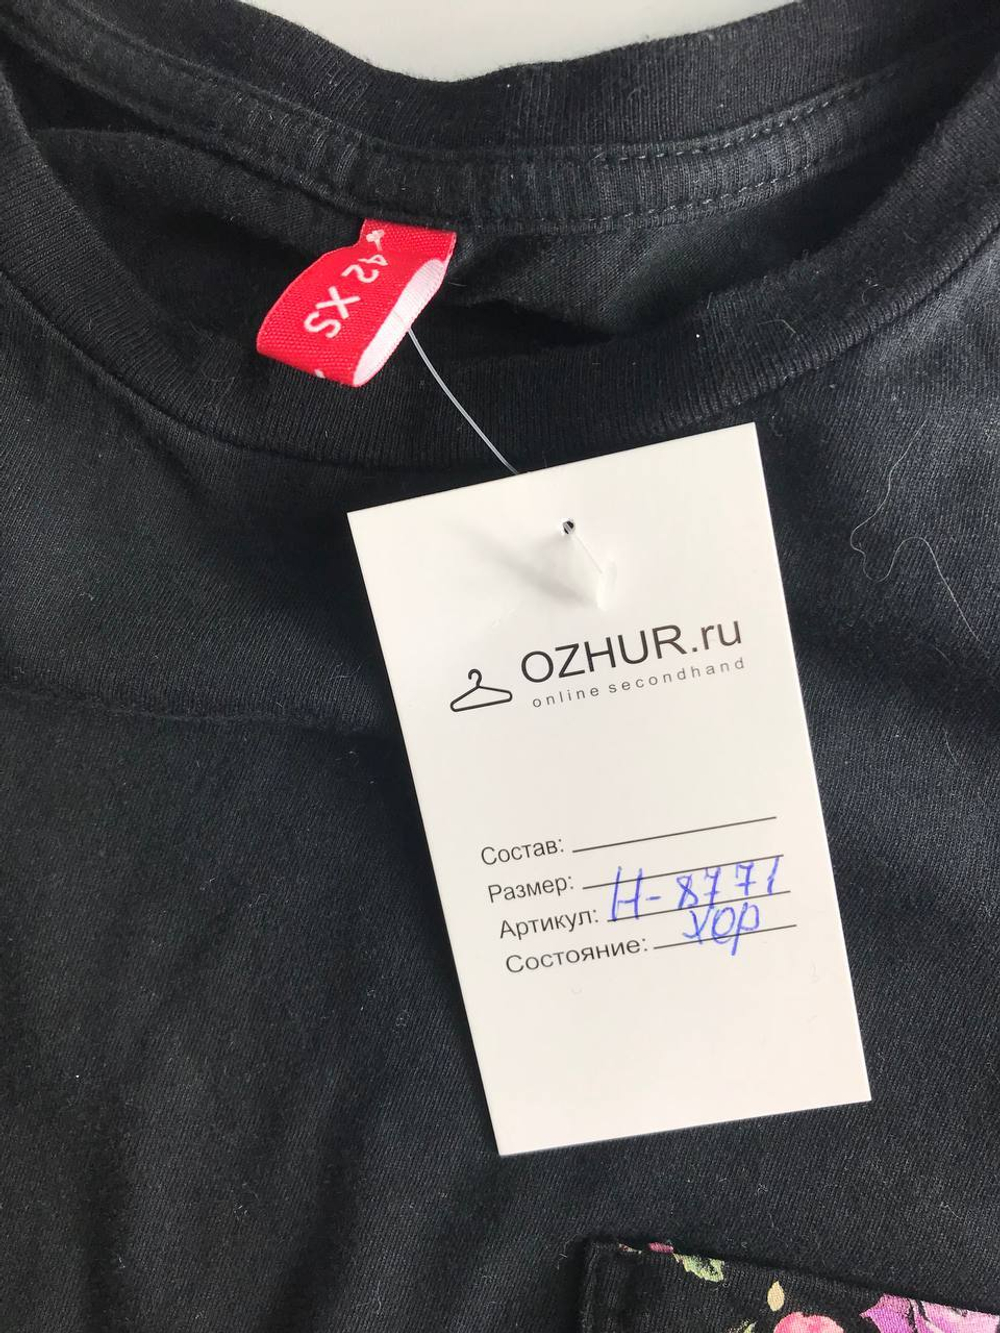 42 XS
OZHUR.ru
online secondhand
Состав:
Размер:
Артикул: Н-8771
Состояние: хор